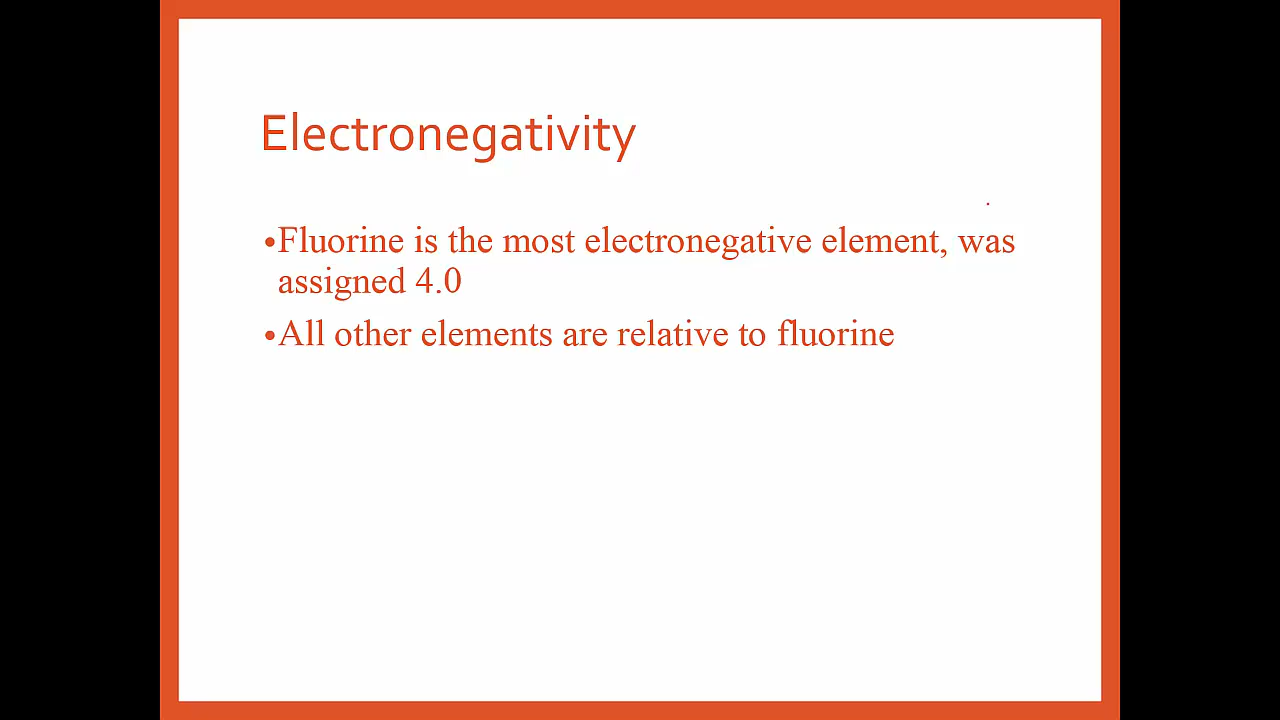 Electronegativity
•Fluorine is the most electronegative element, was
assigned 4.0
•All other elements are relative to fluorine